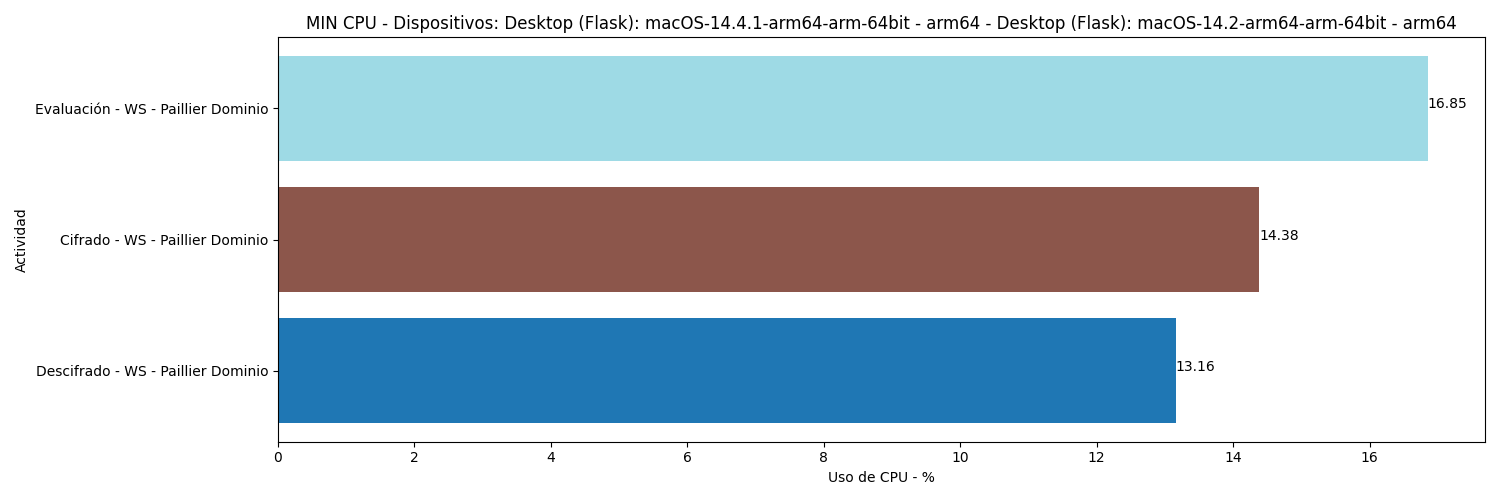 MIN CPU - Dispositivos: Desktop (Flask): macOS-14.4.1-arm64-arm-64bit - arm64 - Desktop (Flask): macOS-14.2-arm64-arm-64bit - arm64
Actividad
Evaluación - WS - Paillier Dominio
16.85
Cifrado - WS - Paillier Dominio
14.38
Descifrado - WS - Paillier Dominio
13.16
0 2 4 6 8 10 12 14 16
Uso de CPU - %